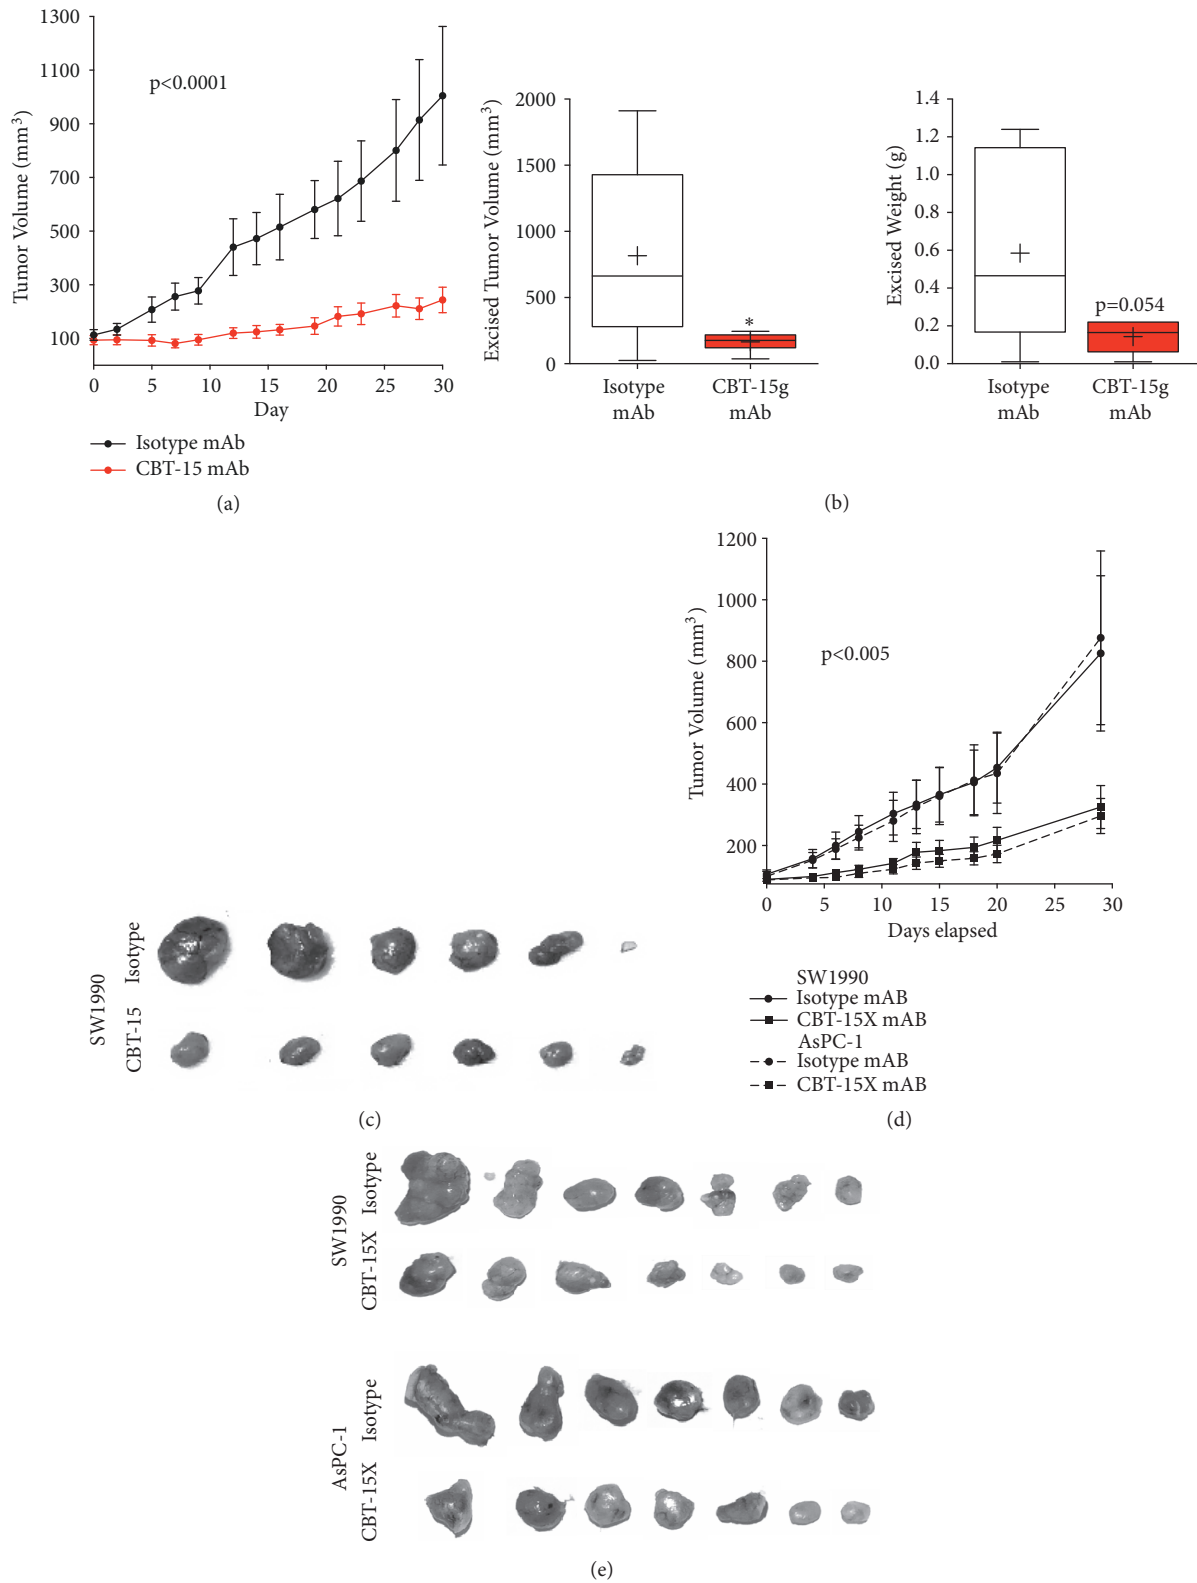 1300
1100
900
700
500
300
100
Tumor Volume (mm³)
p<0.0001
0 5 10 15 20 25 30
Day
Isotype mAb
CBT-15 mAb
(a)
2000
1500
1000
500
0
Excised Tumor Volume (mm³)
*
Isotype
mAb
CBT-15g
mAb
1.4
1.2
1.0
0.8
0.6
0.4
0.2
0.0
Excised Weight (g)
p=0.054
Isotype
mAb
CBT-15g
mAb
(b)
SW1990
Isotype
CBT-15
(c)
1200
1000
800
600
400
200
Tumor Volume (mm³)
p<0.005
0 5 10 15 20 25 30
Days elapsed
SW1990
Isotype mAB
CBT-15X mAB
AsPC-1
Isotype mAB
CBT-15X mAB
(d)
SW1990
Isotype
CBT-15X
AsPC-1
Isotype
CBT-15X
(e)